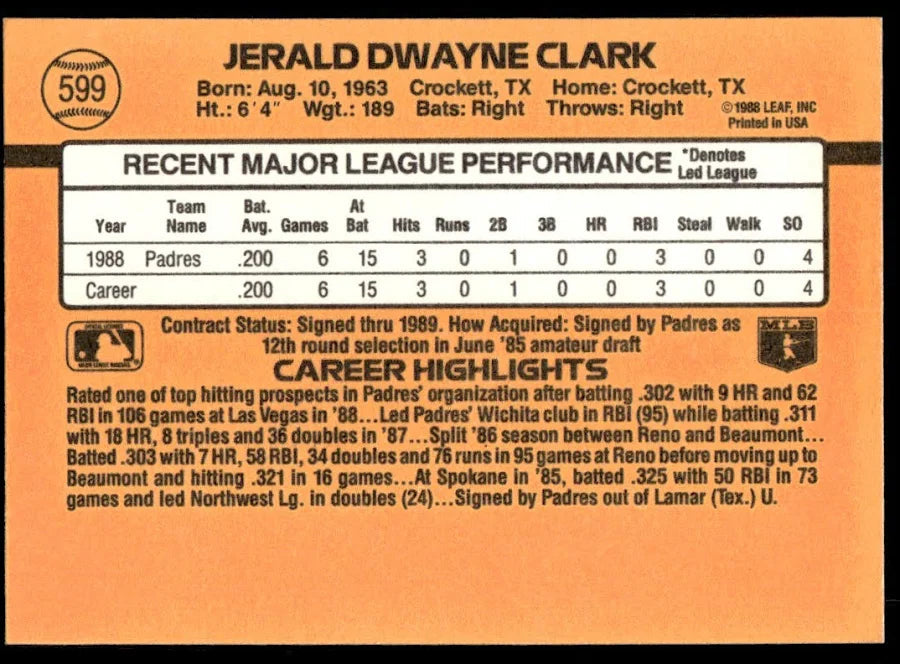 JERALD DWAYNE CLARK
599
Born: Aug. 10, 1963 Crockett, TX Home: Crockett, TX
Ht.: 6'4" Wgt.: 189 Bats: Right Throws: Right
©1988 LEAF, INC
Printed in USA
RECENT MAJOR LEAGUE PERFORMANCE
*Denotes
Led League
Year Team Name Bat. Avg. Games At Bat Hits Runs 2B 3B HR RBI Steal Walk SO
1988 Padres .200 6 15 3 0 1 0 0 3 0 0 4
Career .200 6 15 3 0 1 0 0 3 0 0 4
Contract Status: Signed thru 1989. How Acquired: Signed by Padres as
12th round selection in June '85 amateur draft
MLB
CAREER HIGHLIGHTS
Rated one of top hitting prospects in Padres' organization after batting .302 with 9 HR and 62
RBI in 106 games at Las Vegas in '88...Led Padres' Wichita club in RBI (95) while batting .311
with 18 HR, 8 triples and 36 doubles in '87...Split '86 season between Reno and Beaumont...
Batted .303 with 7 HR, 58 RBI, 34 doubles and 76 runs in 95 games at Reno before moving up to
Beaumont and hitting .321 in 16 games...At Spokane in '85, batted .325 with 50 RBI in 73
games and led Northwest Lg. in doubles (24)...Signed by Padres out of Lamar (Tex.) U.